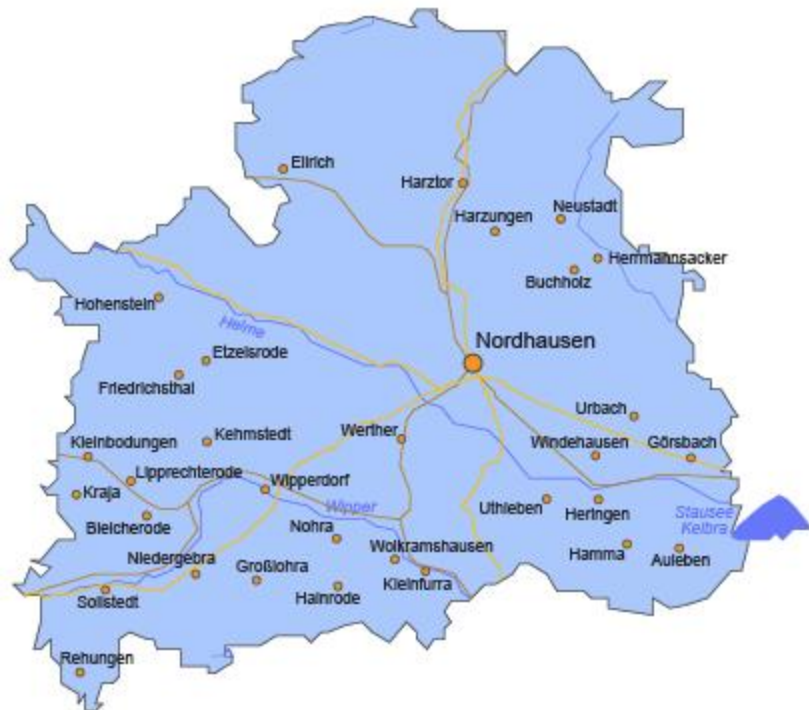 Ellrich
Harztor
Neustadt
Harzungen
Herrmannsacker
Buchholz
Hohenstein
Helme
Nordhausen
Etzelsrode
Friedrichsthal
Urbach
Kleinbodungen
Kehmstedt
Werther
Windehausen
Görsbach
Lipprechterode
Wipperdorf
Kraja
Wipper
Uthleben
Heringen
Stausee
Kelbra
Bleicherode
Nohra
Wolkramshausen
Hamma
Auleben
Niedergebra
Großlohra
Kleinfurra
Sollstedt
Hainrode
Rehungen